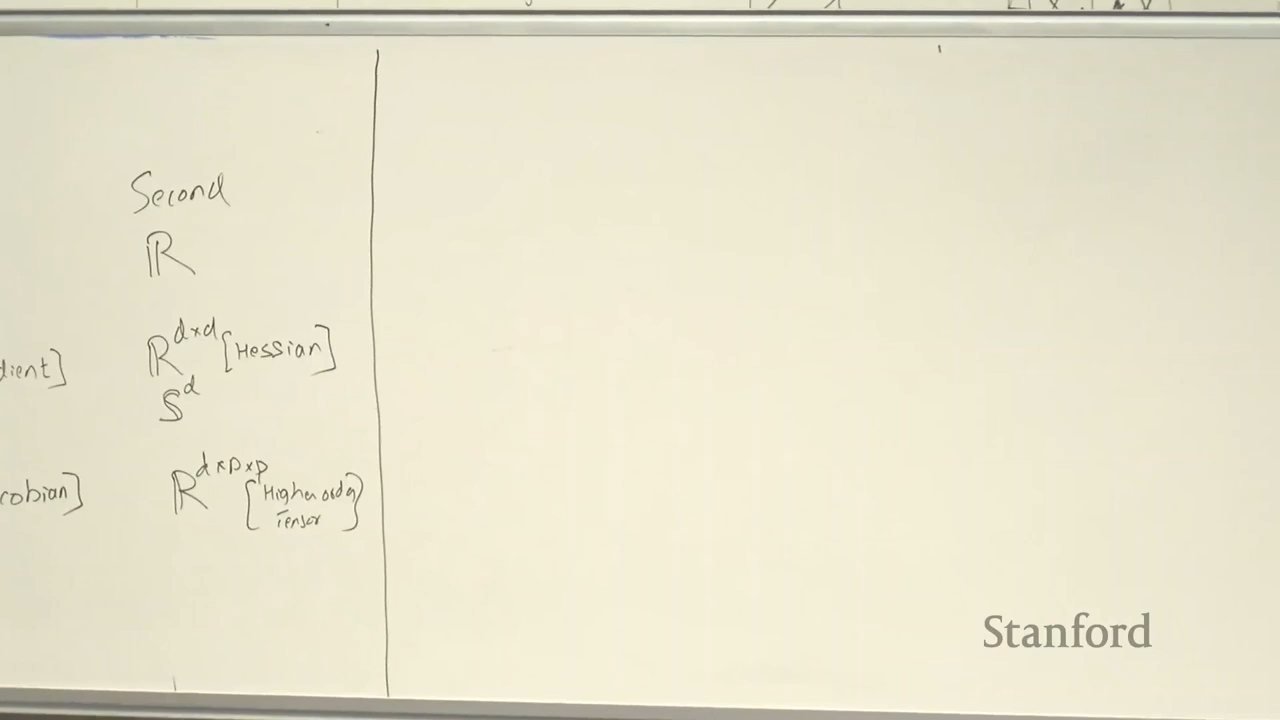 Second
ℝ
dient] ℝ^{d×d} [Hessian]
𝕊^d
cobian] ℝ^{d×p×p} [Higher order
Tensor]
Stanford